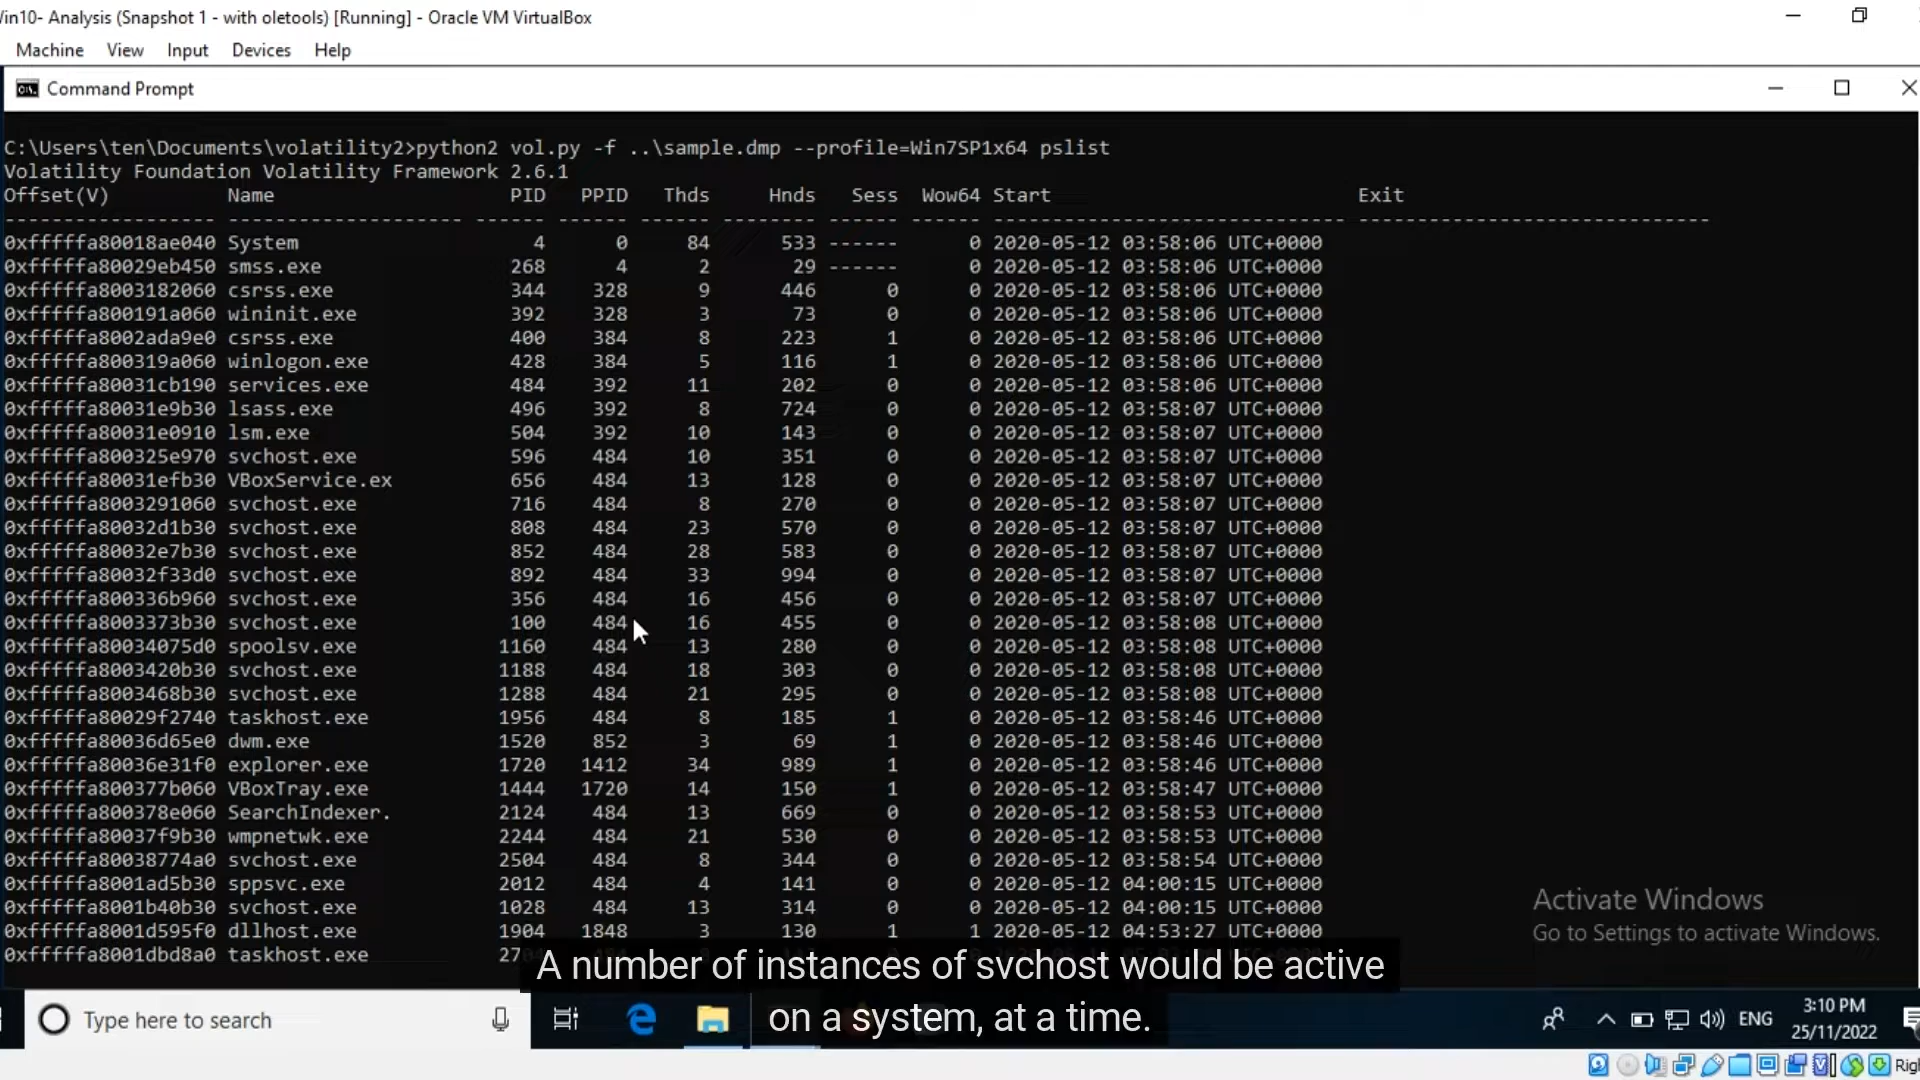 in10- Analysis (Snapshot 1 - with oletools) [Running] - Oracle VM VirtualBox
Machine View Input Devices Help
Command Prompt
C:\Users\ten\Documents\volatility2>python2 vol.py -f ..\sample.dmp --profile=Win7SP1x64 pslist
Volatility Foundation Volatility Framework 2.6.1
Offset(V) Name PID PPID Thds Hnds Sess Wow64 Start Exit
------------------ -------------------- ------ ------ ------ -------- ------ ------ ------------------------------ ------------------------------
0xfffffa80018ae040 System 4 0 84 533 ------ 0 2020-05-12 03:58:06 UTC+0000
0xfffffa80029eb450 smss.exe 268 4 2 29 ------ 0 2020-05-12 03:58:06 UTC+0000
0xfffffa8003182060 csrss.exe 344 328 9 446 0 0 2020-05-12 03:58:06 UTC+0000
0xfffffa800191a060 wininit.exe 392 328 3 73 0 0 2020-05-12 03:58:06 UTC+0000
0xfffffa8002ada9e0 csrss.exe 400 384 8 223 1 0 2020-05-12 03:58:06 UTC+0000
0xfffffa800319a060 winlogon.exe 428 384 5 116 1 0 2020-05-12 03:58:06 UTC+0000
0xfffffa80031cb190 services.exe 484 392 11 202 0 0 2020-05-12 03:58:06 UTC+0000
0xfffffa80031e9b30 lsass.exe 496 392 8 724 0 0 2020-05-12 03:58:07 UTC+0000
0xfffffa80031e0910 lsm.exe 504 392 10 143 0 0 2020-05-12 03:58:07 UTC+0000
0xfffffa800325e970 svchost.exe 596 484 10 351 0 0 2020-05-12 03:58:07 UTC+0000
0xfffffa80031efb30 VBoxService.ex 656 484 13 128 0 0 2020-05-12 03:58:07 UTC+0000
0xfffffa8003291060 svchost.exe 716 484 8 270 0 0 2020-05-12 03:58:07 UTC+0000
0xfffffa80032d1b30 svchost.exe 808 484 23 570 0 0 2020-05-12 03:58:07 UTC+0000
0xfffffa80032e7b30 svchost.exe 852 484 28 583 0 0 2020-05-12 03:58:07 UTC+0000
0xfffffa80032f33d0 svchost.exe 892 484 33 994 0 0 2020-05-12 03:58:07 UTC+0000
0xfffffa800336b960 svchost.exe 356 484 16 456 0 0 2020-05-12 03:58:07 UTC+0000
0xfffffa8003373b30 svchost.exe 100 484 16 455 0 0 2020-05-12 03:58:08 UTC+0000
0xfffffa80034075d0 spoolsv.exe 1160 484 13 280 0 0 2020-05-12 03:58:08 UTC+0000
0xfffffa8003420b30 svchost.exe 1188 484 18 303 0 0 2020-05-12 03:58:08 UTC+0000
0xfffffa8003468b30 svchost.exe 1288 484 21 295 0 0 2020-05-12 03:58:08 UTC+0000
0xfffffa80029f2740 taskhost.exe 1956 484 8 185 1 0 2020-05-12 03:58:46 UTC+0000
0xfffffa80036d65e0 dwm.exe 1520 852 3 69 1 0 2020-05-12 03:58:46 UTC+0000
0xfffffa80036e31f0 explorer.exe 1720 1412 34 989 1 0 2020-05-12 03:58:46 UTC+0000
0xfffffa800377b060 VBoxTray.exe 1444 1720 14 150 1 0 2020-05-12 03:58:47 UTC+0000
0xfffffa800378e060 SearchIndexer. 2124 484 13 669 0 0 2020-05-12 03:58:53 UTC+0000
0xfffffa80037f9b30 wmpnetwk.exe 2244 484 21 530 0 0 2020-05-12 03:58:53 UTC+0000
0xfffffa80038774a0 svchost.exe 2504 484 8 344 0 0 2020-05-12 03:58:54 UTC+0000
0xfffffa8001ad5b30 sppsvc.exe 2012 484 4 141 0 0 2020-05-12 04:00:15 UTC+0000
0xfffffa8001b40b30 svchost.exe 1028 484 13 314 0 0 2020-05-12 04:00:15 UTC+0000
0xfffffa8001d595f0 dllhost.exe 1904 1848 3 130 1 1 2020-05-12 04:53:27 UTC+0000
0xfffffa8001dbd8a0 taskhost.exe
Activate Windows
Go to Settings to activate Windows.
A number of instances of svchost would be active
on a system, at a time.
Type here to search
ENG
3:10 PM
25/11/2022
Rig